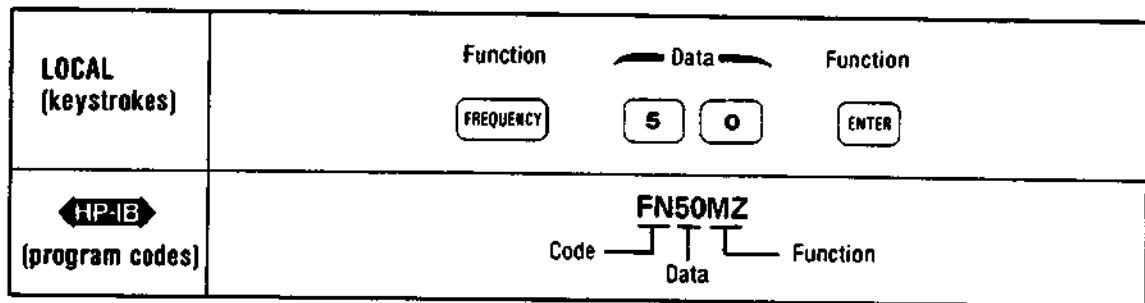 LOCAL
(keystrokes)
Function Data Function
FREQUENCY 5 0 ENTER
HP-IB
(program codes)
FN50MZ
Code Data Function